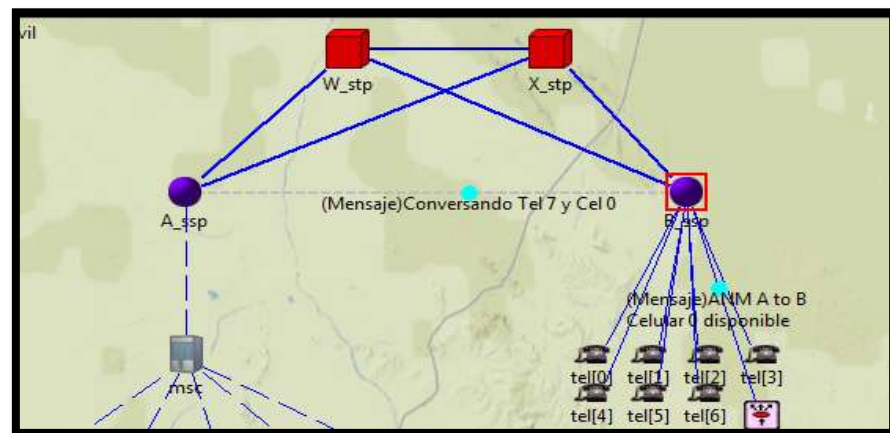 vil
W_stp
X_stp
(Mensaje)Conversando Tel 7 y Cel 0
A_ssp
B_ssp
(Mensaje)ANM A to B
Celular 0 disponible
msc
tel[0]
tel[1]
tel[2]
tel[3]
tel[4]
tel[5]
tel[6]